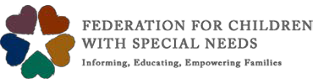 FEDERATION FOR CHILDREN
WITH SPECIAL NEEDS
Informing, Educating, Empowering Families